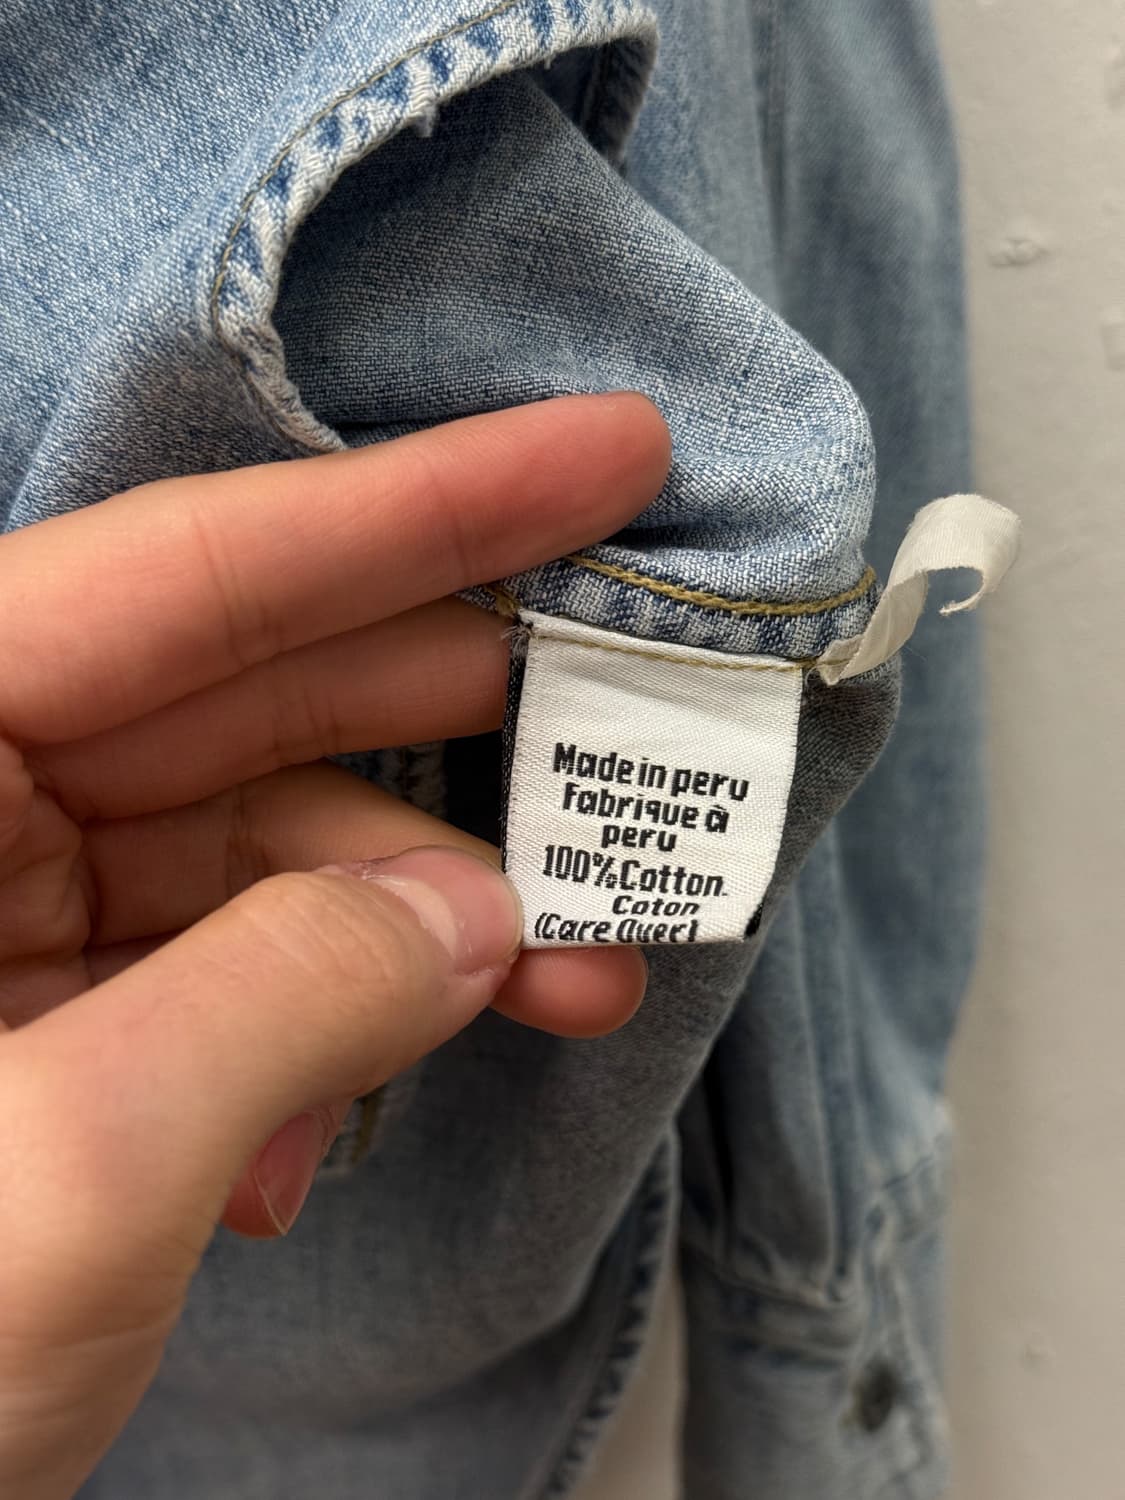 Made in peru
Fabrique à
peru
100% Cotton.
Coton
(Care Over)